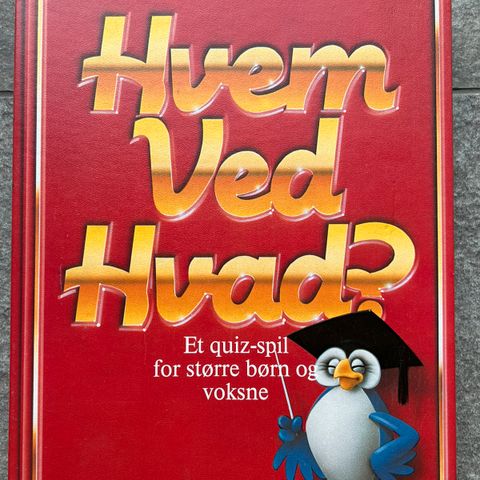 Hvem
Ved
Hvad?
Et quiz-spil
for større børn og
voksne